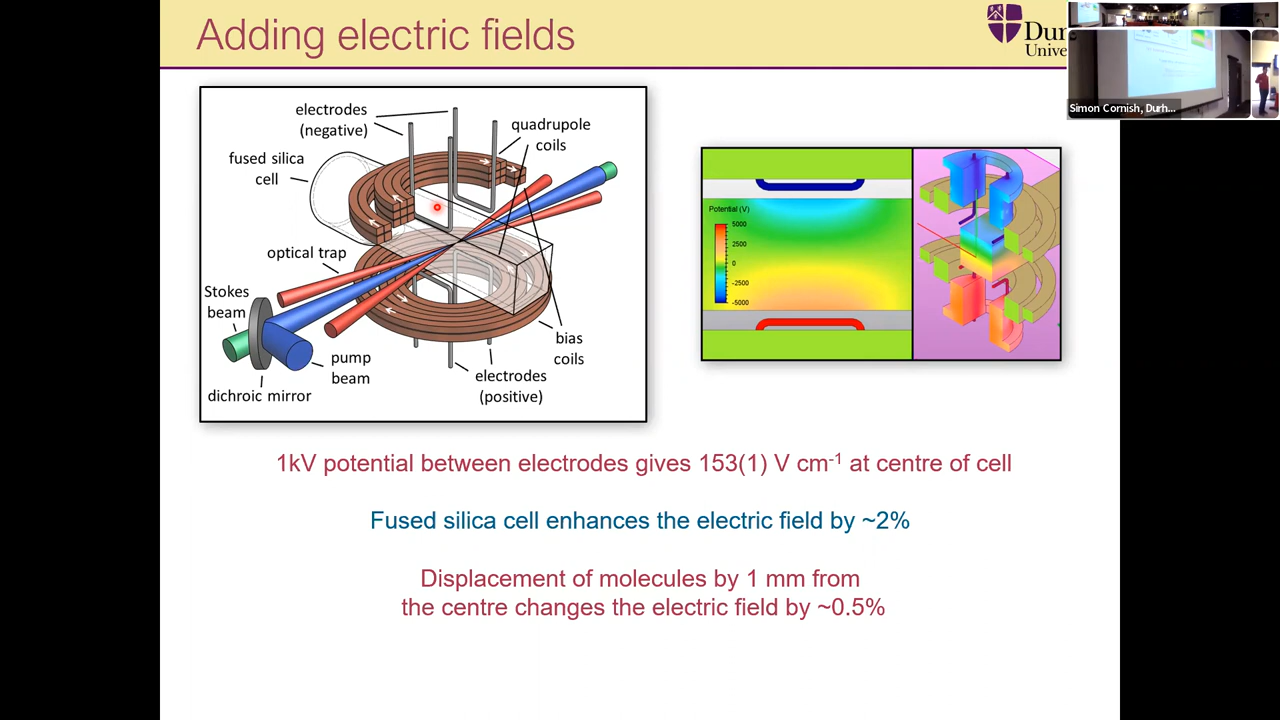 Adding electric fields
Dur
Unive
Simon Cornish, Durh...
electrodes
(negative)
quadrupole
coils
fused silica
cell
optical trap
Stokes
beam
pump
beam
dichroic mirror
bias
coils
electrodes
(positive)
Potential (V)
5000
2500
0
-2500
-5000
1kV potential between electrodes gives 153(1) V cm⁻¹ at centre of cell
Fused silica cell enhances the electric field by ~2%
Displacement of molecules by 1 mm from
the centre changes the electric field by ~0.5%